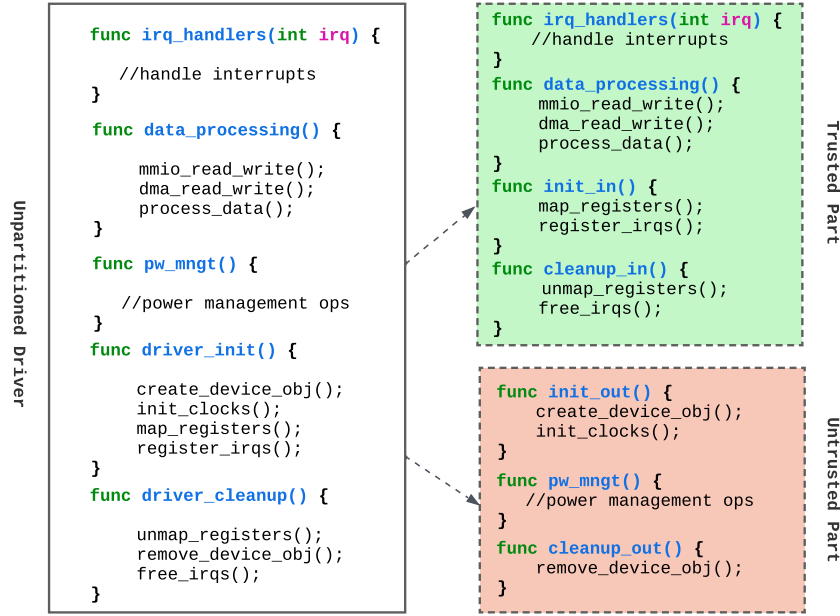 Unpartitioned Driver
func irq_handlers(int irq) {
//handle interrupts
}
func data_processing() {
mmio_read_write();
dma_read_write();
process_data();
}
func pw_mngt() {
//power management ops
}
func driver_init() {
create_device_obj();
init_clocks();
map_registers();
register_irqs();
}
func driver_cleanup() {
unmap_registers();
remove_device_obj();
free_irqs();
}
func irq_handlers(int irq) {
//handle interrupts
}
func data_processing() {
mmio_read_write();
dma_read_write();
process_data();
}
func init_in() {
map_registers();
register_irqs();
}
func cleanup_in() {
unmap_registers();
free_irqs();
}
Trusted Part
func init_out() {
create_device_obj();
init_clocks();
}
func pw_mngt() {
//power management ops
}
func cleanup_out() {
remove_device_obj();
}
Untrusted Part